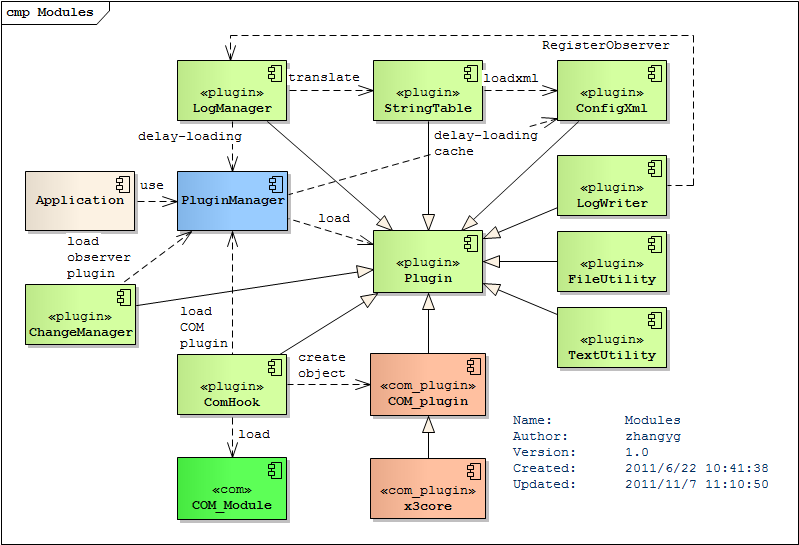 cmp Modules
RegisterObserver
«plugin»
LogManager
translate
«plugin»
StringTable
loadxml
«plugin»
ConfigXml
delay-loading
delay-loading
cache
Application
use
PluginManager
«plugin»
LogWriter
load
load
observer
plugin
«plugin»
Plugin
«plugin»
FileUtility
«plugin»
ChangeManager
load
COM
plugin
«plugin»
TextUtility
«plugin»
ComHook
create
object
«com_plugin»
COM_plugin
load
«com»
COM_Module
«com_plugin»
x3core
Name: Modules
Author: zhangyg
Version: 1.0
Created: 2011/6/22 10:41:38
Updated: 2011/11/7 11:10:50